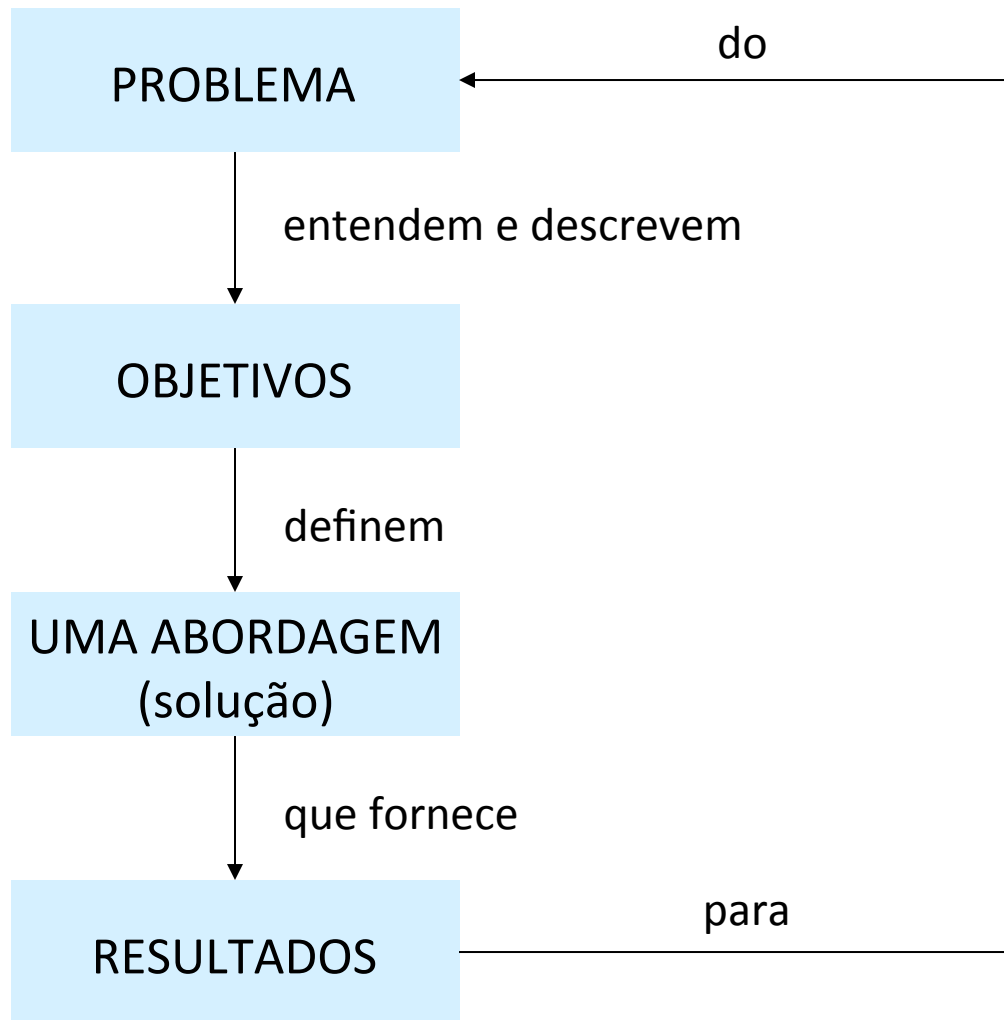 PROBLEMA
do
entendem e descrevem
OBJETIVOS
definem
UMA ABORDAGEM
(solução)
que fornece
RESULTADOS
para